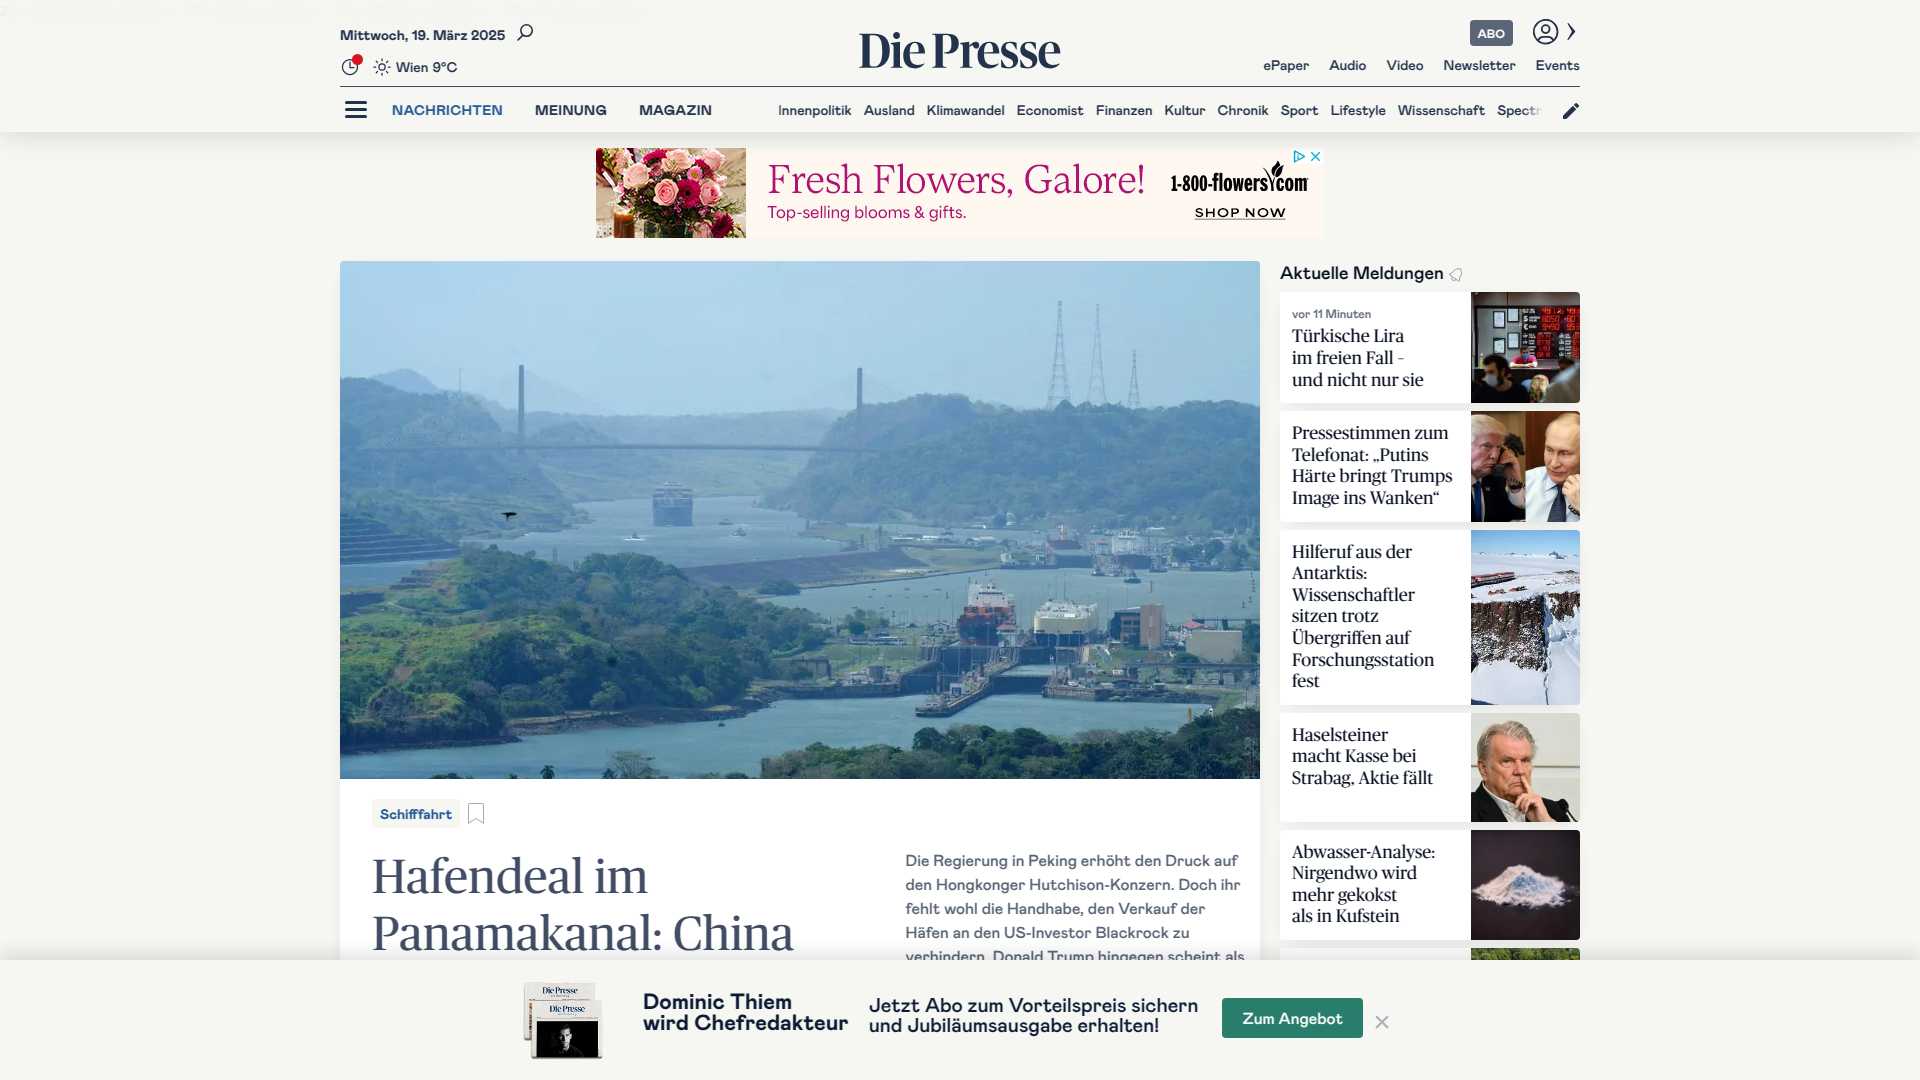 Mittwoch, 19. März 2025
Wien 9°C
Die Presse
ABO
ePaper Audio Video Newsletter Events
NACHRICHTEN MEINUNG MAGAZIN
Innenpolitik Ausland Klimawandel Economist Finanzen Kultur Chronik Sport Lifestyle Wissenschaft Spectr
Fresh Flowers, Galore!
Top-selling blooms & gifts.
1-800-flowers.com
SHOP NOW
Schifffahrt
Hafendeal im
Panamakanal: China
Die Regierung in Peking erhöht den Druck auf
den Hongkonger Hutchison-Konzern. Doch ihr
fehlt wohl die Handhabe, den Verkauf der
Häfen an den US-Investor Blackrock zu
verhindern. Donald Trump hingegen scheint als
Aktuelle Meldungen
vor 11 Minuten
Türkische Lira
im freien Fall –
und nicht nur sie
Pressestimmen zum
Telefonat: „Putins
Härte bringt Trumps
Image ins Wanken“
Hilferuf aus der
Antarktis:
Wissenschaftler
sitzen trotz
Übergriffen auf
Forschungsstation
fest
Haselsteiner
macht Kasse bei
Strabag, Aktie fällt
Abwasser-Analyse:
Nirgendwo wird
mehr gekokst
als in Kufstein
Die Presse
Die Presse
Dominic Thiem
wird Chefredakteur
Jetzt Abo zum Vorteilspreis sichern
und Jubiläumsausgabe erhalten!
Zum Angebot